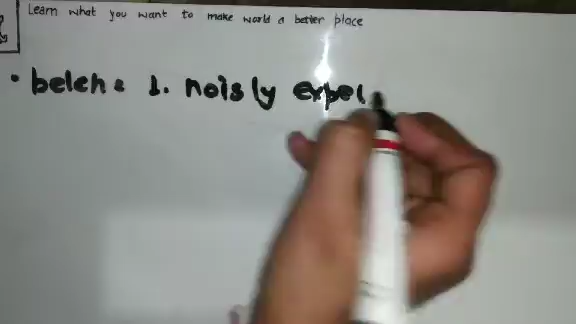 Learn what you want to make world a better place
• belch: 1. noisly expel